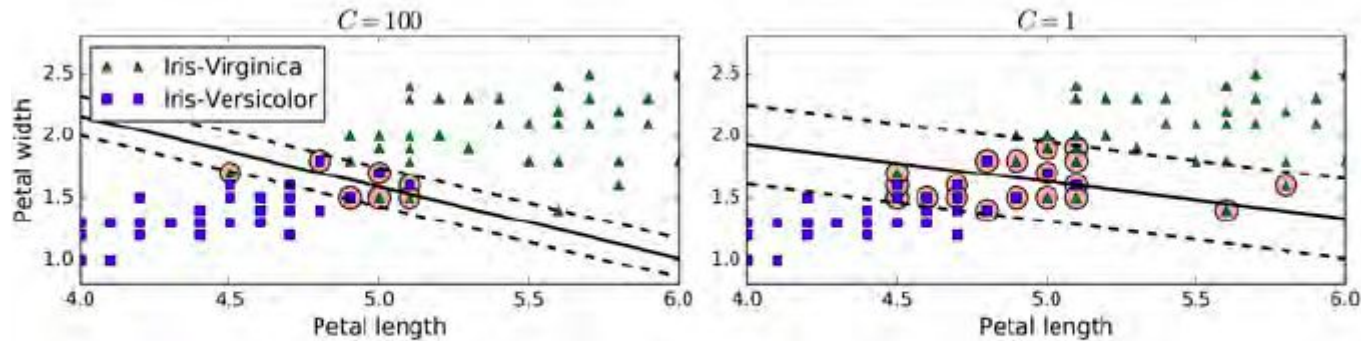 C = 100
C = 1
Iris-Virginica
Iris-Versicolor
Petal width
2.5
2.0
1.5
1.0
4.0
4.5
5.0
5.5
6.0
Petal length
2.5
2.0
1.5
1.0
4.0
4.5
5.0
5.5
6.0
Petal length